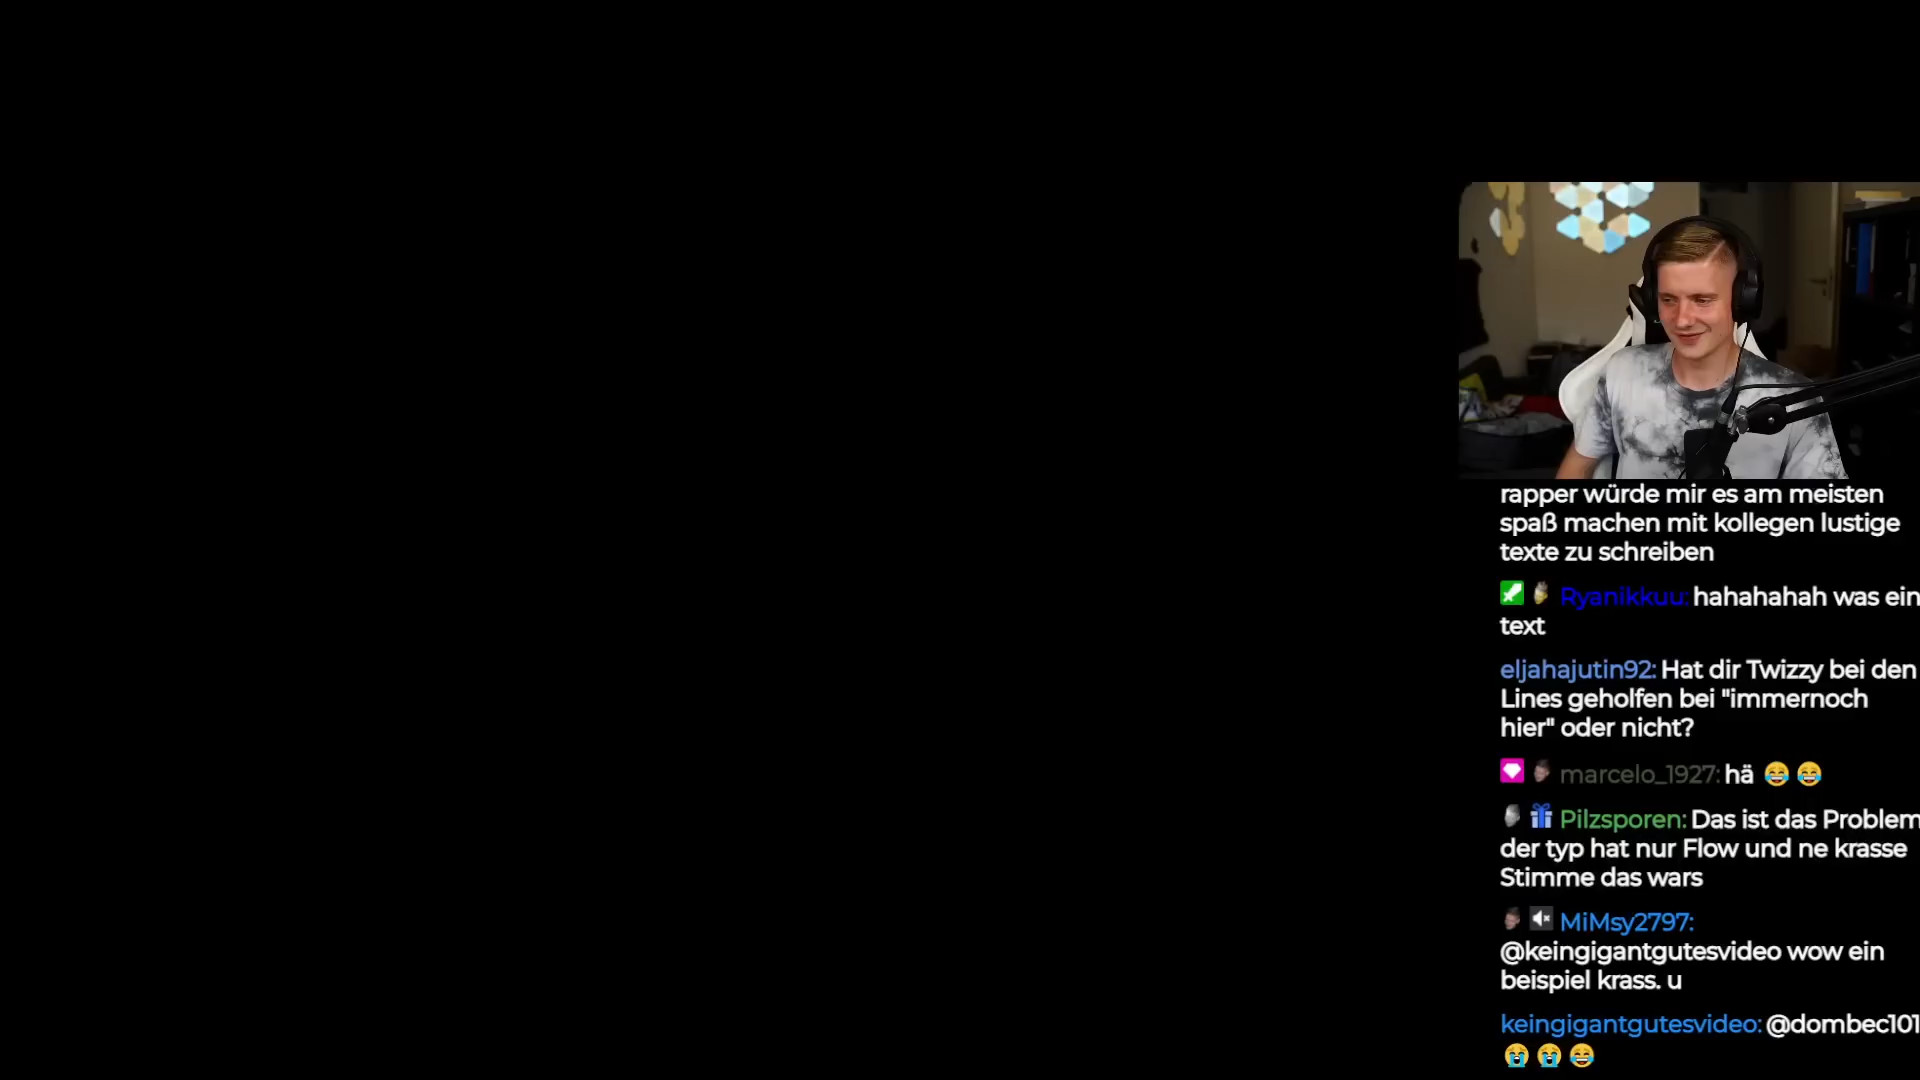 rapper würde mir es am meisten
spaß machen mit kollegen lustige
texte zu schreiben
Ryanikkuu: hahahahah was ein
text
eljahajutin92: Hat dir Twizzy bei den
Lines geholfen bei "immernoch
hier" oder nicht?
marcelo_1927: hä 😂 😂
Pilzsporen: Das ist das Problem
der typ hat nur Flow und ne krasse
Stimme das wars
MiMsy2797:
@keingigantgutesvideo wow ein
beispiel krass. u
keingigantgutesvideo: @dombec101
😭 😭 😂